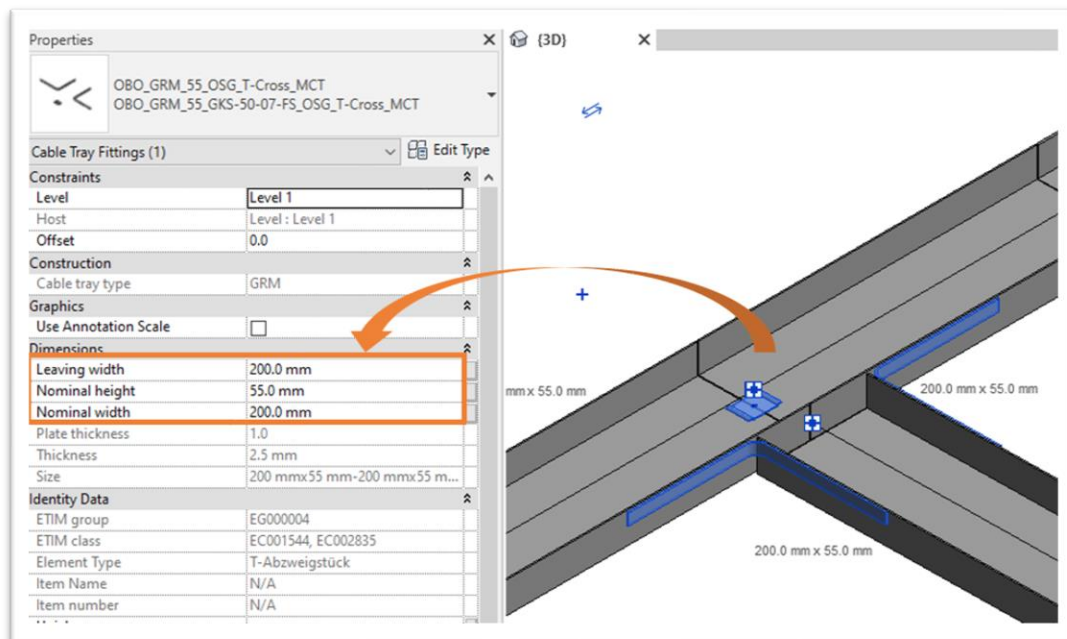 Properties
{3D}
OBO_GRM_55_OSG_T-Cross_MCT
OBO_GRM_55_GKS-50-07-FS_OSG_T-Cross_MCT
Cable Tray Fittings (1)
Edit Type
Constraints
Level Level 1
Host Level : Level 1
Offset 0.0
Construction
Cable tray type GRM
Graphics
Use Annotation Scale
Dimensions
Leaving width 200.0 mm
Nominal height 55.0 mm
Nominal width 200.0 mm
Plate thickness 1.0
Thickness 2.5 mm
Size 200 mmx55 mm-200 mmx55 m...
Identity Data
ETIM group EG000004
ETIM class EC001544, EC002835
Element Type T-Abzweigstück
Item Name N/A
Item number N/A
mm x 55.0 mm
200.0 mm x 55.0 mm
200.0 mm x 55.0 mm